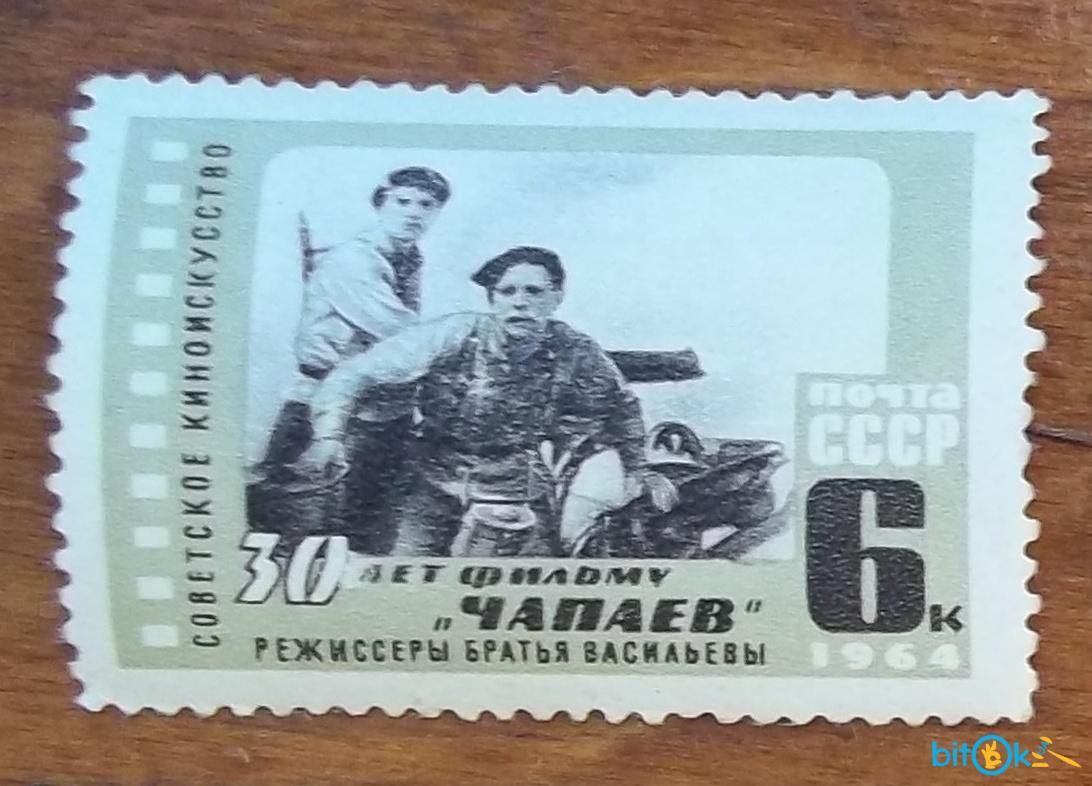 СОВЕТСКОЕ КИНОИСКУССТВО
почта
СССР
6к
1964
30 ЛЕТ ФИЛЬМУ
„ЧАПАЕВ“
РЕЖИССЕРЫ БРАТЬЯ ВАСИЛЬЕВЫ
bitOk